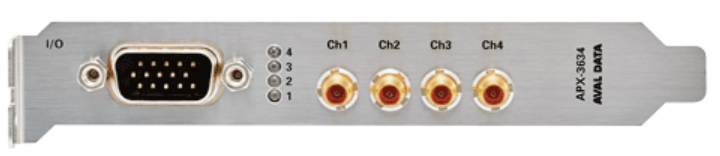 I/O
4
3
2
1
Ch1 Ch2 Ch3 Ch4
APX-3634
AVAL DATA